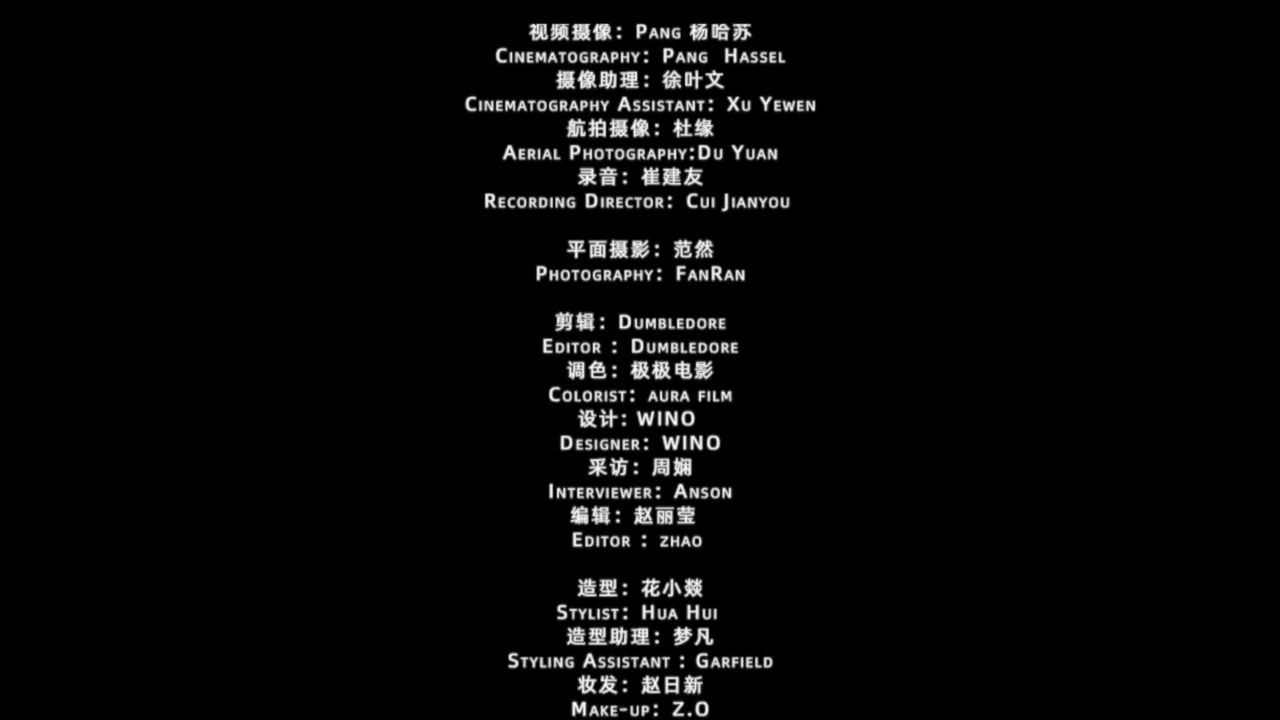 视频摄像：Pang 杨哈苏
Cinematography：Pang Hassel
摄像助理：徐叶文
Cinematography Assistant：Xu Yewen
航拍摄像：杜缘
Aerial Photography:Du Yuan
录音：崔建友
Recording Director：Cui Jianyou
平面摄影：范然
Photography：FanRan
剪辑：Dumbledore
Editor ：Dumbledore
调色：极极电影
Colorist：aura film
设计：WINO
Designer：WINO
采访：周娴
Interviewer：Anson
编辑：赵丽莹
Editor ：zhao
造型：花小燚
Stylist：Hua Hui
造型助理：梦凡
Styling Assistant：Garfield
妆发：赵日新
Make-up：Z.O